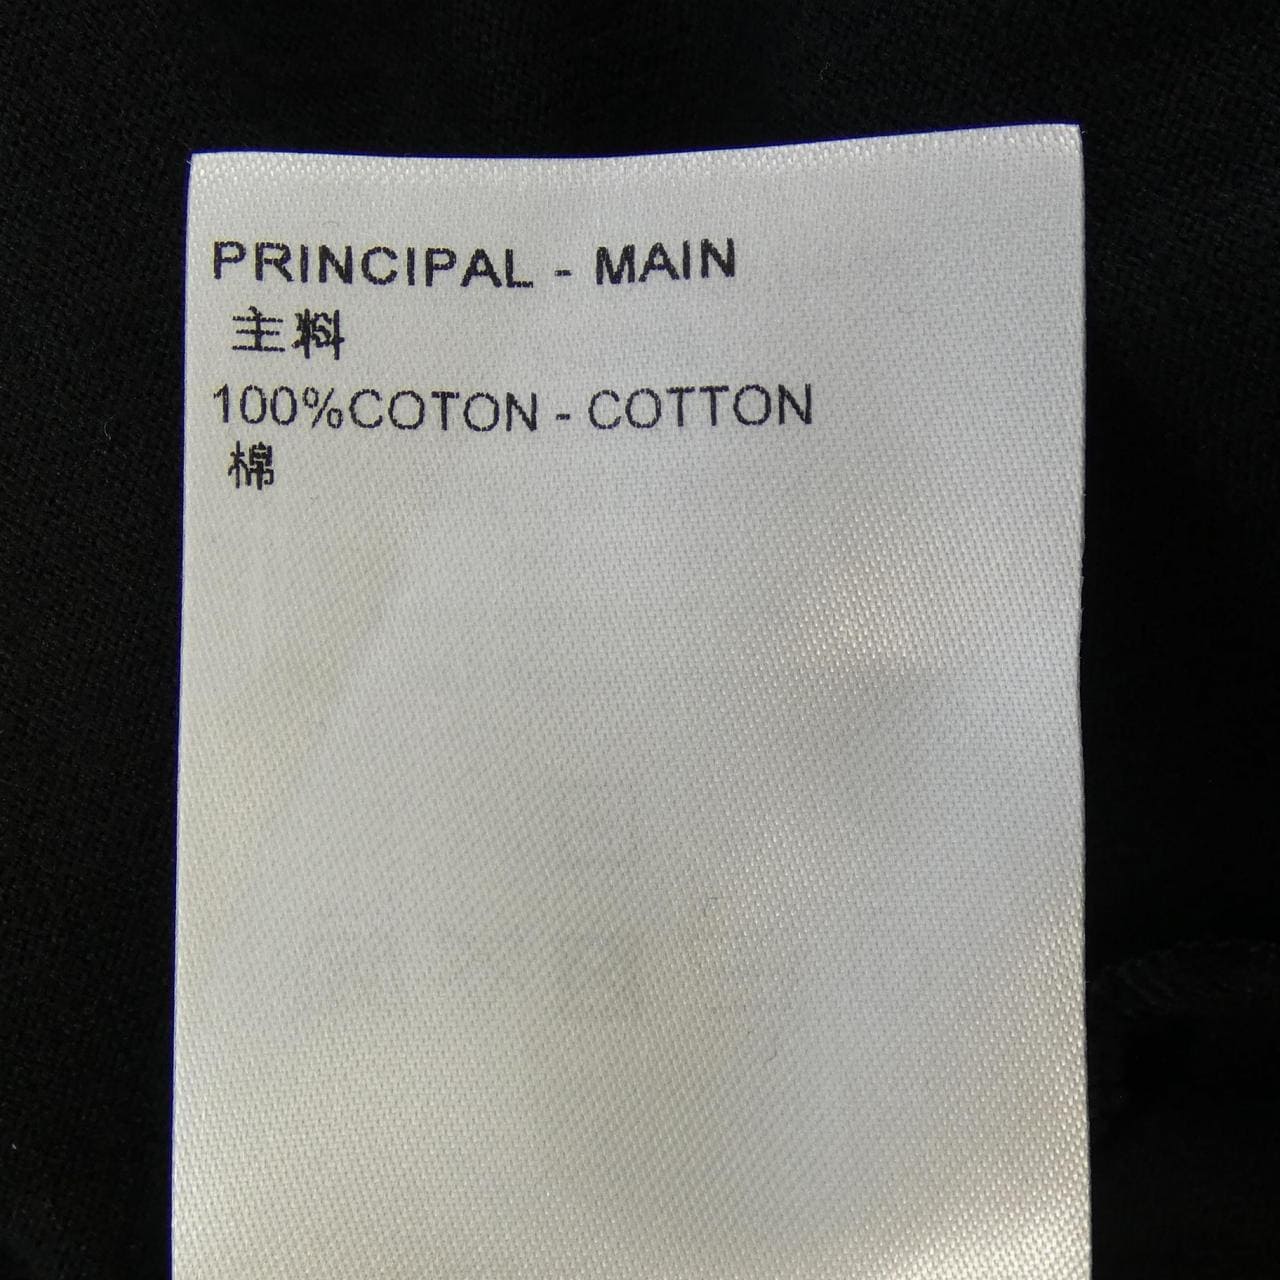 PRINCIPAL - MAIN
主料
100%COTON - COTTON
棉